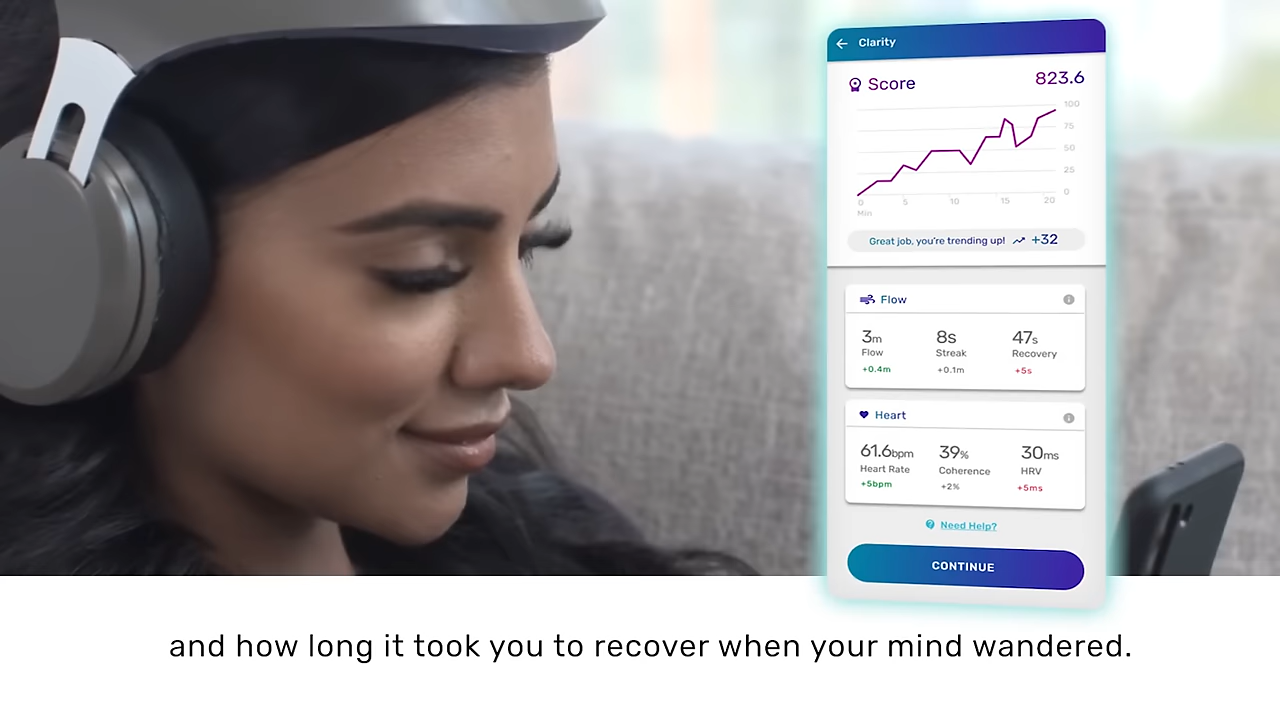 Clarity
Score 823.6
100
75
50
25
0
0 5 10 15 20
Min
Great job, you're trending up! +32
Flow
3m 8s 47s
Flow Streak Recovery
+0.4m +0.1m +5s
Heart
61.6bpm 39% 30ms
Heart Rate Coherence HRV
+5bpm +2% +5ms
Need Help?
CONTINUE
and how long it took you to recover when your mind wandered.